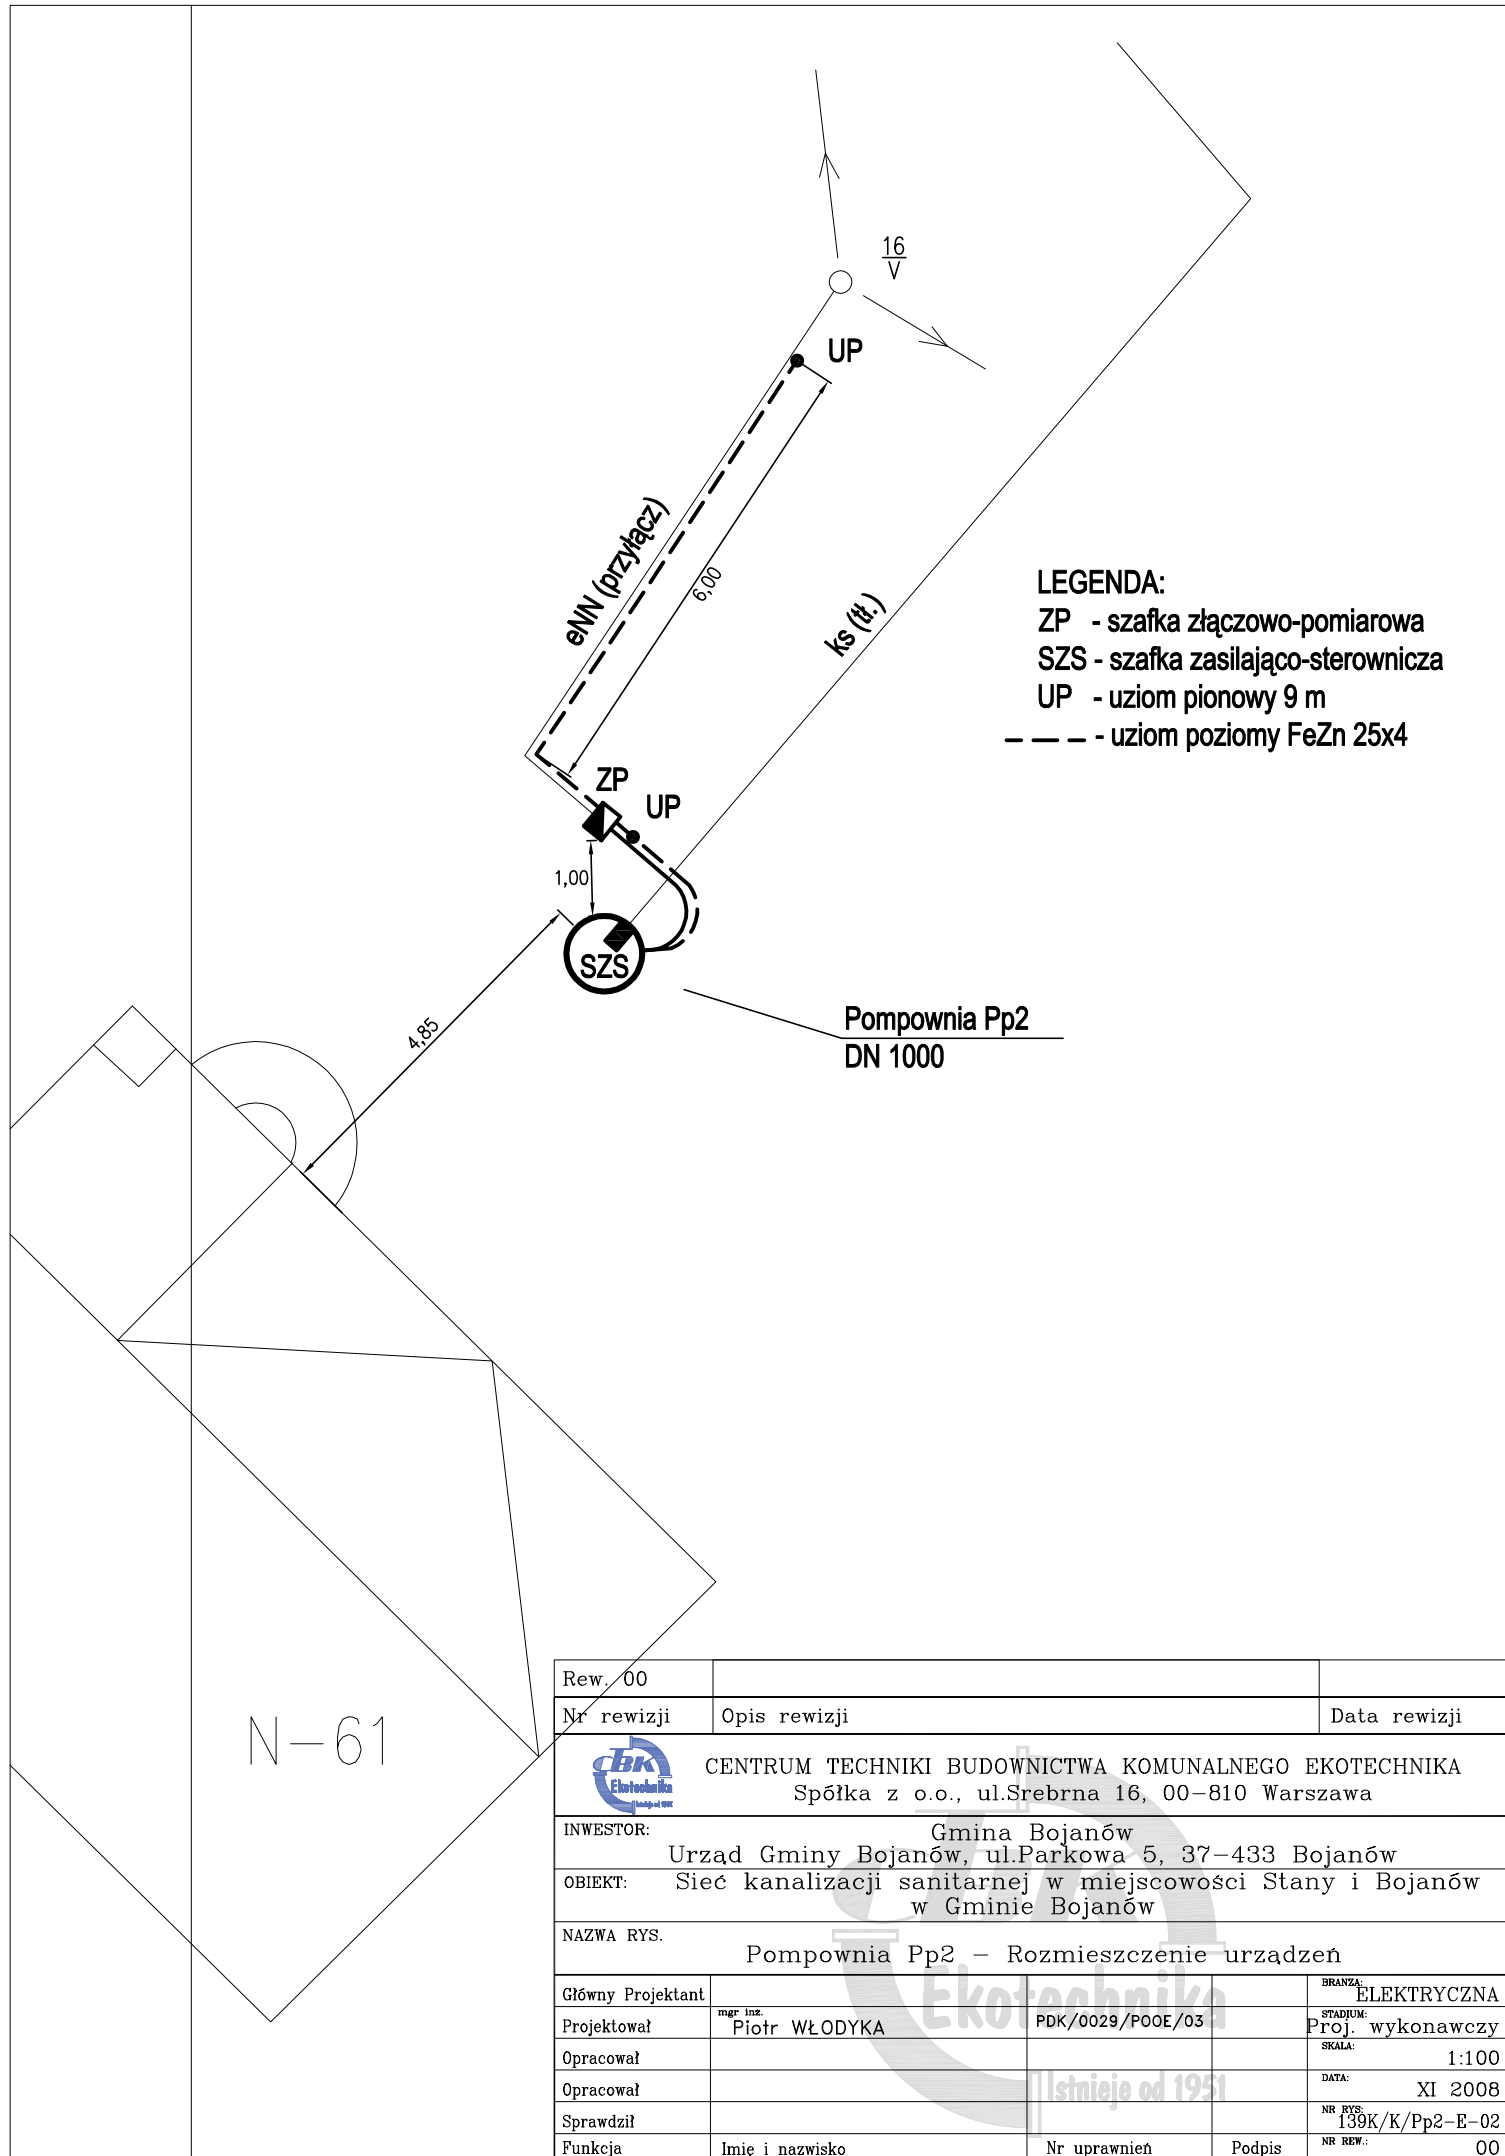 16
V
UP
eNN (przyłącz)
6,00
ks (tł.)
LEGENDA:
ZP - szafka złączowo-pomiarowa
SZS - szafka zasilająco-sterownicza
UP - uziom pionowy 9 m
- uziom poziomy FeZn 25x4
ZP
UP
1,00
SZS
4,85
Pompownia Pp2
DN 1000
N-61
Rew. 00
Nr rewizji Opis rewizji Data rewizji
CBK
Ekotechnika
Istnieje od 1951
CENTRUM TECHNIKI BUDOWNICTWA KOMUNALNEGO EKOTECHNIKA
Spółka z o.o., ul.Srebrna 16, 00-810 Warszawa
INWESTOR: Gmina Bojanów
Urząd Gminy Bojanów, ul.Parkowa 5, 37-433 Bojanów
OBIEKT: Sieć kanalizacji sanitarnej w miejscowości Stany i Bojanów
w Gminie Bojanów
NAZWA RYS.
Pompownia Pp2 - Rozmieszczenie urządzeń
Główny Projektant BRANŻA: ELEKTRYCZNA
Projektował mgr inż. Piotr WŁODYKA PDK/0029/POOE/03 STADIUM: Proj. wykonawczy
Opracował SKALA: 1:100
Opracował DATA: XI 2008
Sprawdził NR RYS: 139K/K/Pp2-E-02
Funkcja Imię i nazwisko Nr uprawnień Podpis NR REW.: 00
CBK
Ekotechnika
Istnieje od 1951